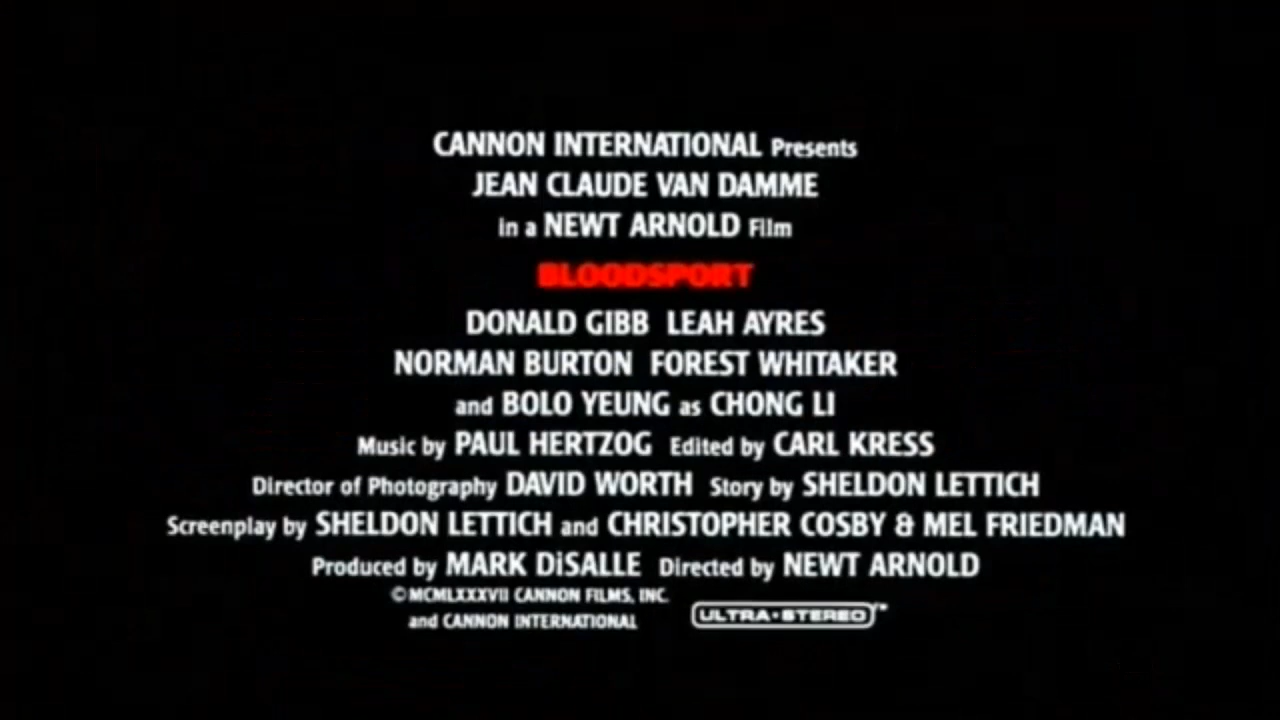 CANNON INTERNATIONAL Presents
JEAN CLAUDE VAN DAMME
in a NEWT ARNOLD Film
BLOODSPORT
DONALD GIBB LEAH AYRES
NORMAN BURTON FOREST WHITAKER
and BOLO YEUNG as CHONG LI
Music by PAUL HERTZOG Edited by CARL KRESS
Director of Photography DAVID WORTH Story by SHELDON LETTICH
Screenplay by SHELDON LETTICH and CHRISTOPHER COSBY & MEL FRIEDMAN
Produced by MARK DiSALLE Directed by NEWT ARNOLD
©MCMLXXXVII CANNON FILMS, INC.
and CANNON INTERNATIONAL
ULTRA•STEREO™